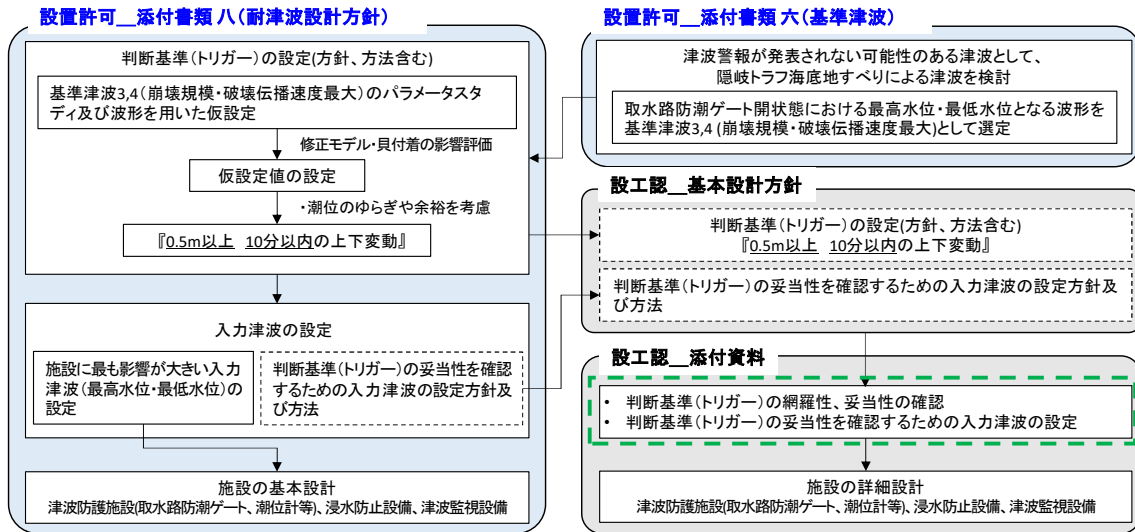 設置許可__添付書類 八(耐津波設計方針)
判断基準(トリガー)の設定(方針、方法含む)
基準津波3,4(崩壊規模・破壊伝播速度最大)のパラメータスタ
ディ及び波形を用いた仮設定
修正モデル・貝付着の影響評価
仮設定値の設定
・潮位のゆらぎや余裕を考慮
『0.5m以上 10分以内の上下変動』
入力津波の設定
施設に最も影響が大きい入力
津波(最高水位・最低水位)の
設定
判断基準(トリガー)の妥当性を確認
するための入力津波の設定方針及
び方法
施設の基本設計
津波防護施設(取水路防潮ゲート、潮位計等)、浸水防止設備、津波監視設備
設置許可__添付書類 六(基準津波)
津波警報が発表されない可能性のある津波として、
隠岐トラフ海底地すべりによる津波を検討
取水路防潮ゲート開状態における最高水位・最低水位となる波形を
基準津波3,4 (崩壊規模・破壊伝播速度最大)として選定
設工認__基本設計方針
判断基準(トリガー)の設定(方針、方法含む)
『0.5m以上 10分以内の上下変動』
判断基準(トリガー)の妥当性を確認するための入力津波の設定方針及
び方法
設工認__添付資料
• 判断基準(トリガー)の網羅性、妥当性の確認
• 判断基準(トリガー)の妥当性を確認するための入力津波の設定
施設の詳細設計
津波防護施設(取水路防潮ゲート、潮位計等)、浸水防止設備、津波監視設備